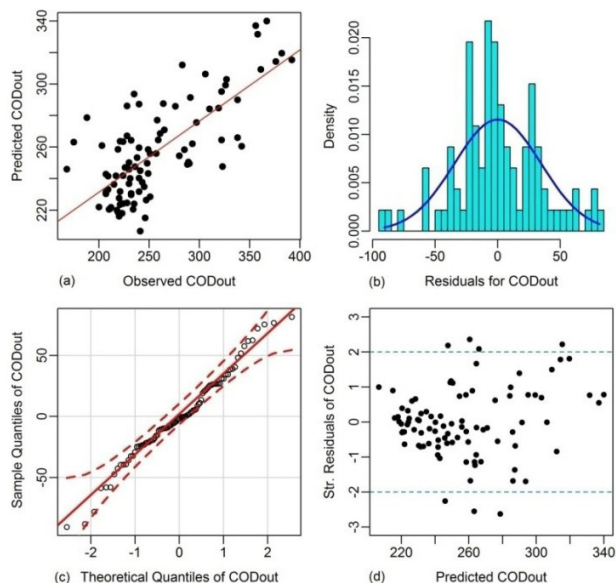 Predicted CODout
340
300
260
220
200 250 300 350 400
(a) Observed CODout
Density
0.020
0.015
0.010
0.005
0.000
-100 -50 0 50
(b) Residuals for CODout
Sample Quantiles of CODout
50
0
-50
-2 -1 0 1 2
(c) Theoretical Quantiles of CODout
Str. Residuals of CODout
3
2
1
0
-1
-2
-3
220 260 300 340
(d) Predicted CODout